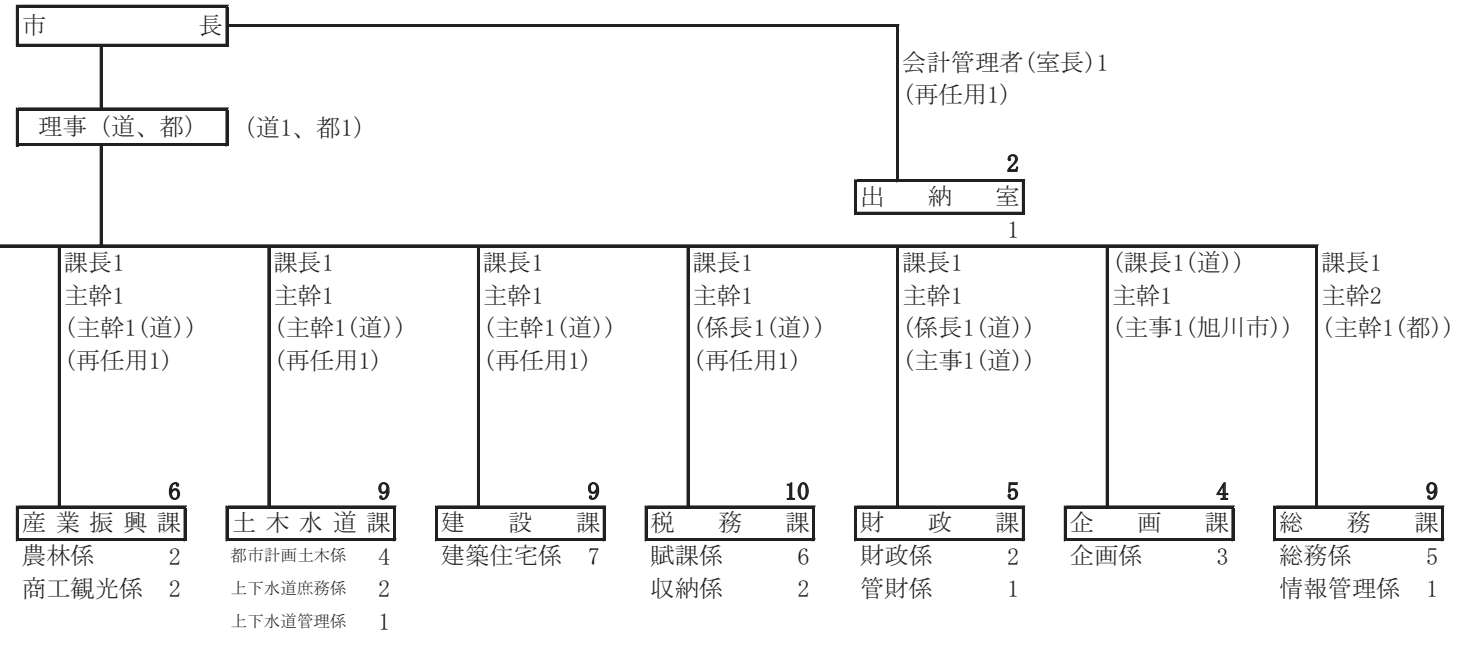 市 長
会計管理者(室長)1
(再任用1)
理事（道、都） (道1、都1)
2
出 納 室
1
課長1
主幹1
(主幹1(道))
(再任用1)
6
産業振興課
農林係 2
商工観光係 2
課長1
主幹1
(主幹1(道))
(再任用1)
9
土木水道課
都市計画土木係 4
上下水道庶務係 2
上下水道管理係 1
課長1
主幹1
(主幹1(道))
(再任用1)
9
建 設 課
建築住宅係 7
課長1
主幹1
(係長1(道))
(再任用1)
10
税 務 課
賦課係 6
収納係 2
課長1
主幹1
(係長1(道))
(主事1(道))
5
財 政 課
財政係 2
管財係 1
(課長1(道))
主幹1
(主事1(旭川市))
4
企 画 課
企画係 3
課長1
主幹2
(主幹1(都))
9
総 務 課
総務係 5
情報管理係 1